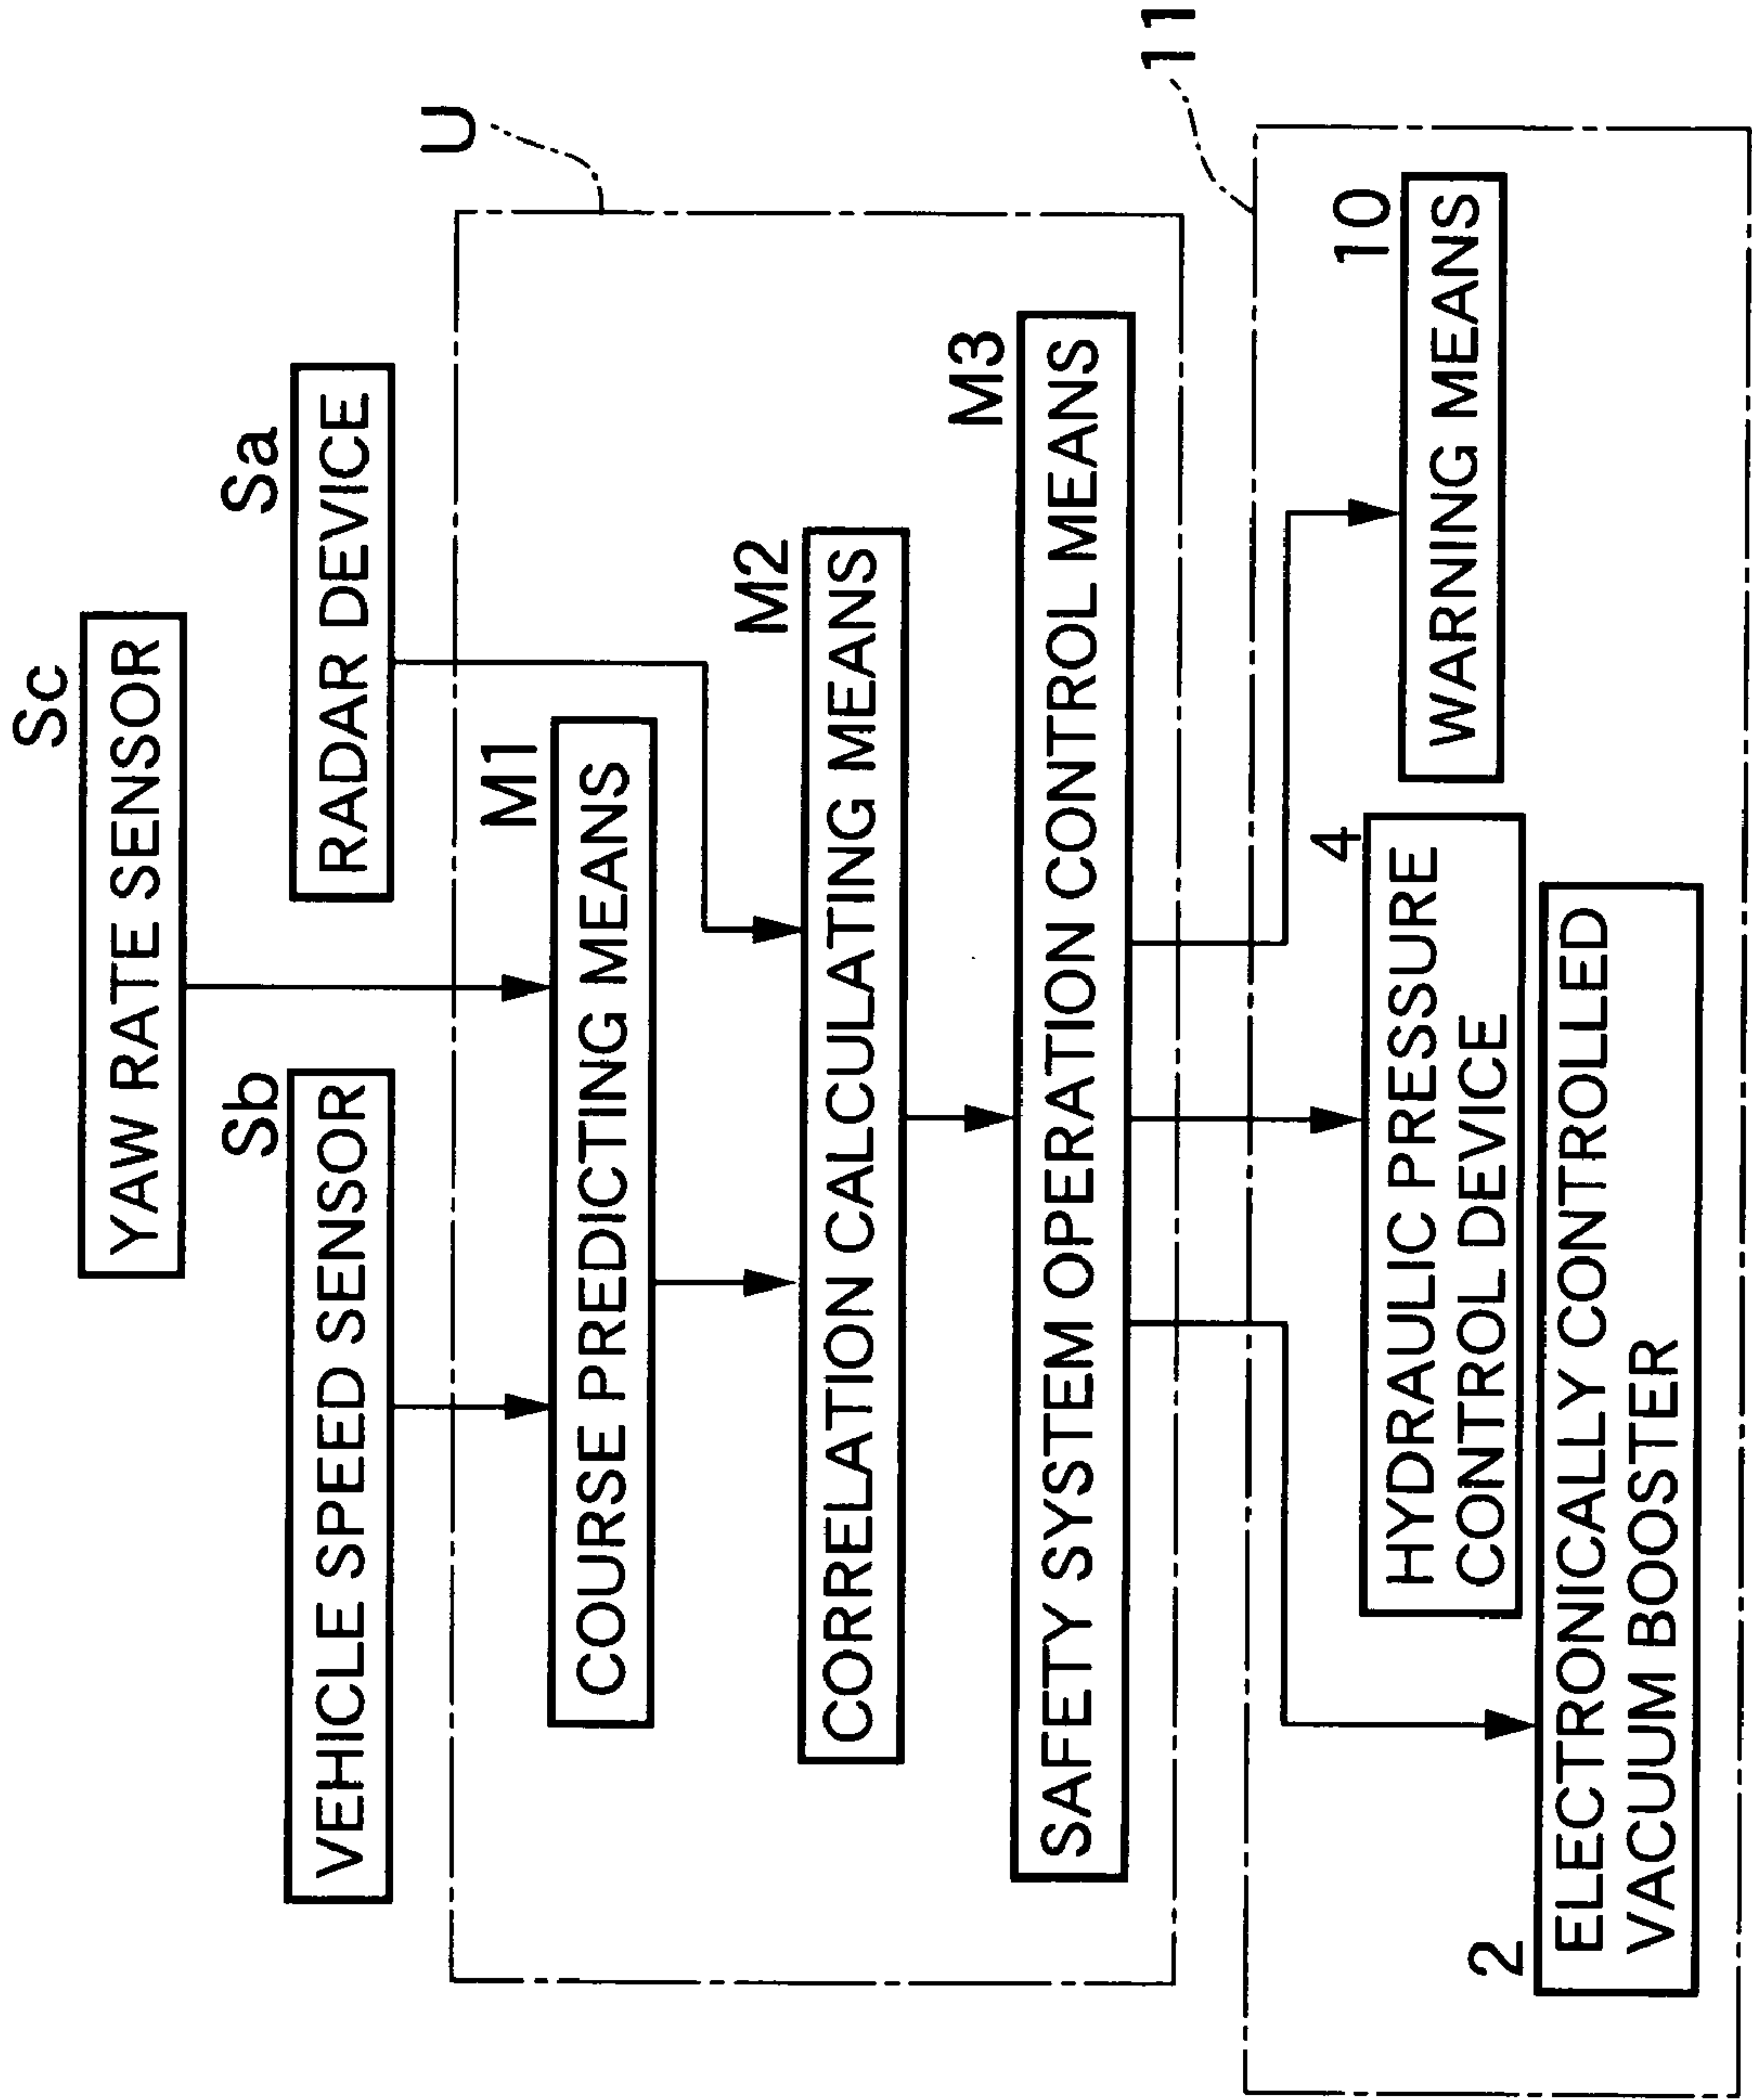 Sc
YAW RATE SENSOR
Sb
VEHICLE SPEED SENSOR
Sa
RADAR DEVICE
U
M1
COURSE PREDICTING MEANS
M2
CORRELATION CALCULATING MEANS
M3
SAFETY SYSTEM OPERATION CONTROL MEANS
11
4
HYDRAULIC PRESSURE
CONTROL DEVICE
10
WARNING MEANS
2
ELECTRONICALLY CONTROLLED
VACUUM BOOSTER